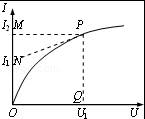 I
I₂ M P
I₁ N
Q
O U₁ U